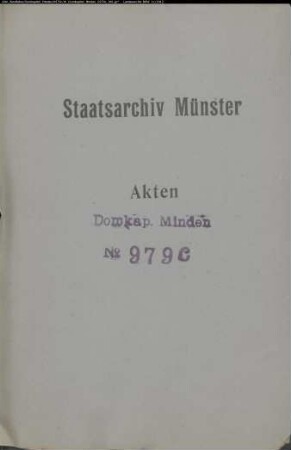 Staatsarchiv Münster
Akten
Domkap. Minden
№ 979c